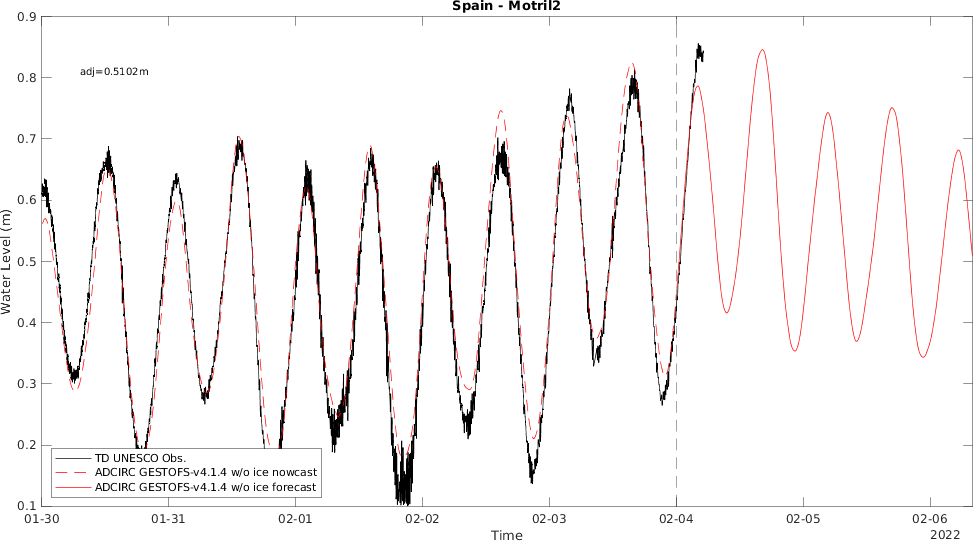 Spain - Motril2
0.9
0.8
0.7
0.6
0.5
0.4
0.3
0.2
0.1
Water Level (m)
adj=0.5102m
TD UNESCO Obs.
ADCIRC GESTOFS-v4.1.4 w/o ice nowcast
ADCIRC GESTOFS-v4.1.4 w/o ice forecast
01-30 01-31 02-01 02-02 02-03 02-04 02-05 02-06
Time 2022